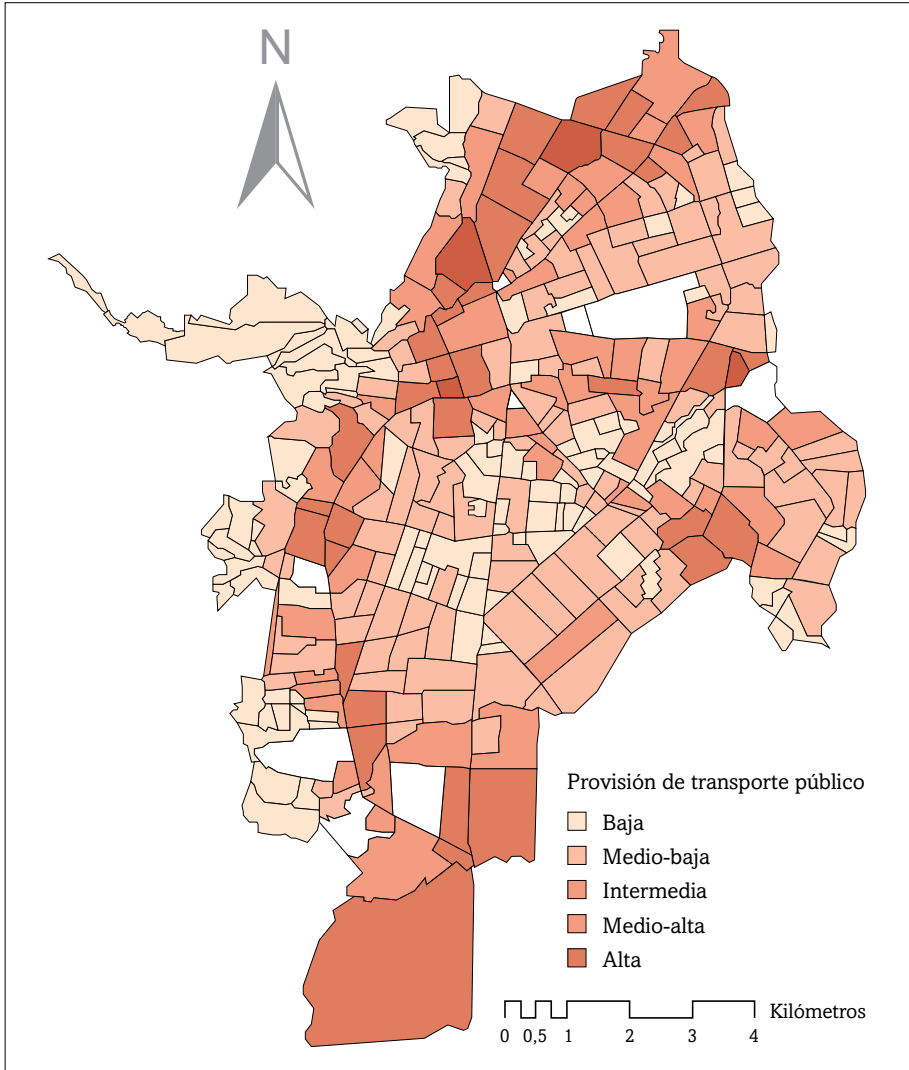 N
Provisión de transporte público
Baja
Medio-baja
Intermedia
Medio-alta
Alta
Kilómetros
0 0,5 1 2 3 4